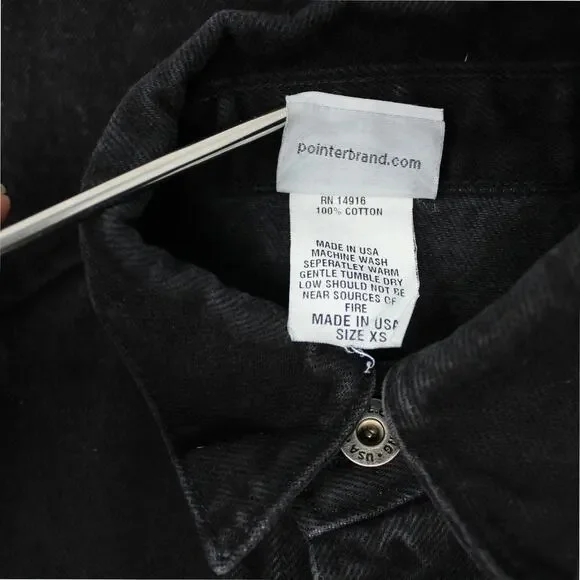 pointerbrand.com
RN 14916
100% COTTON
MADE IN USA
MACHINE WASH
SEPERATLEY WARM
GENTLE TUMBLE DRY
LOW SHOULD NOT BE
NEAR SOURCES OF
FIRE
MADE IN USA
SIZE XS
USA